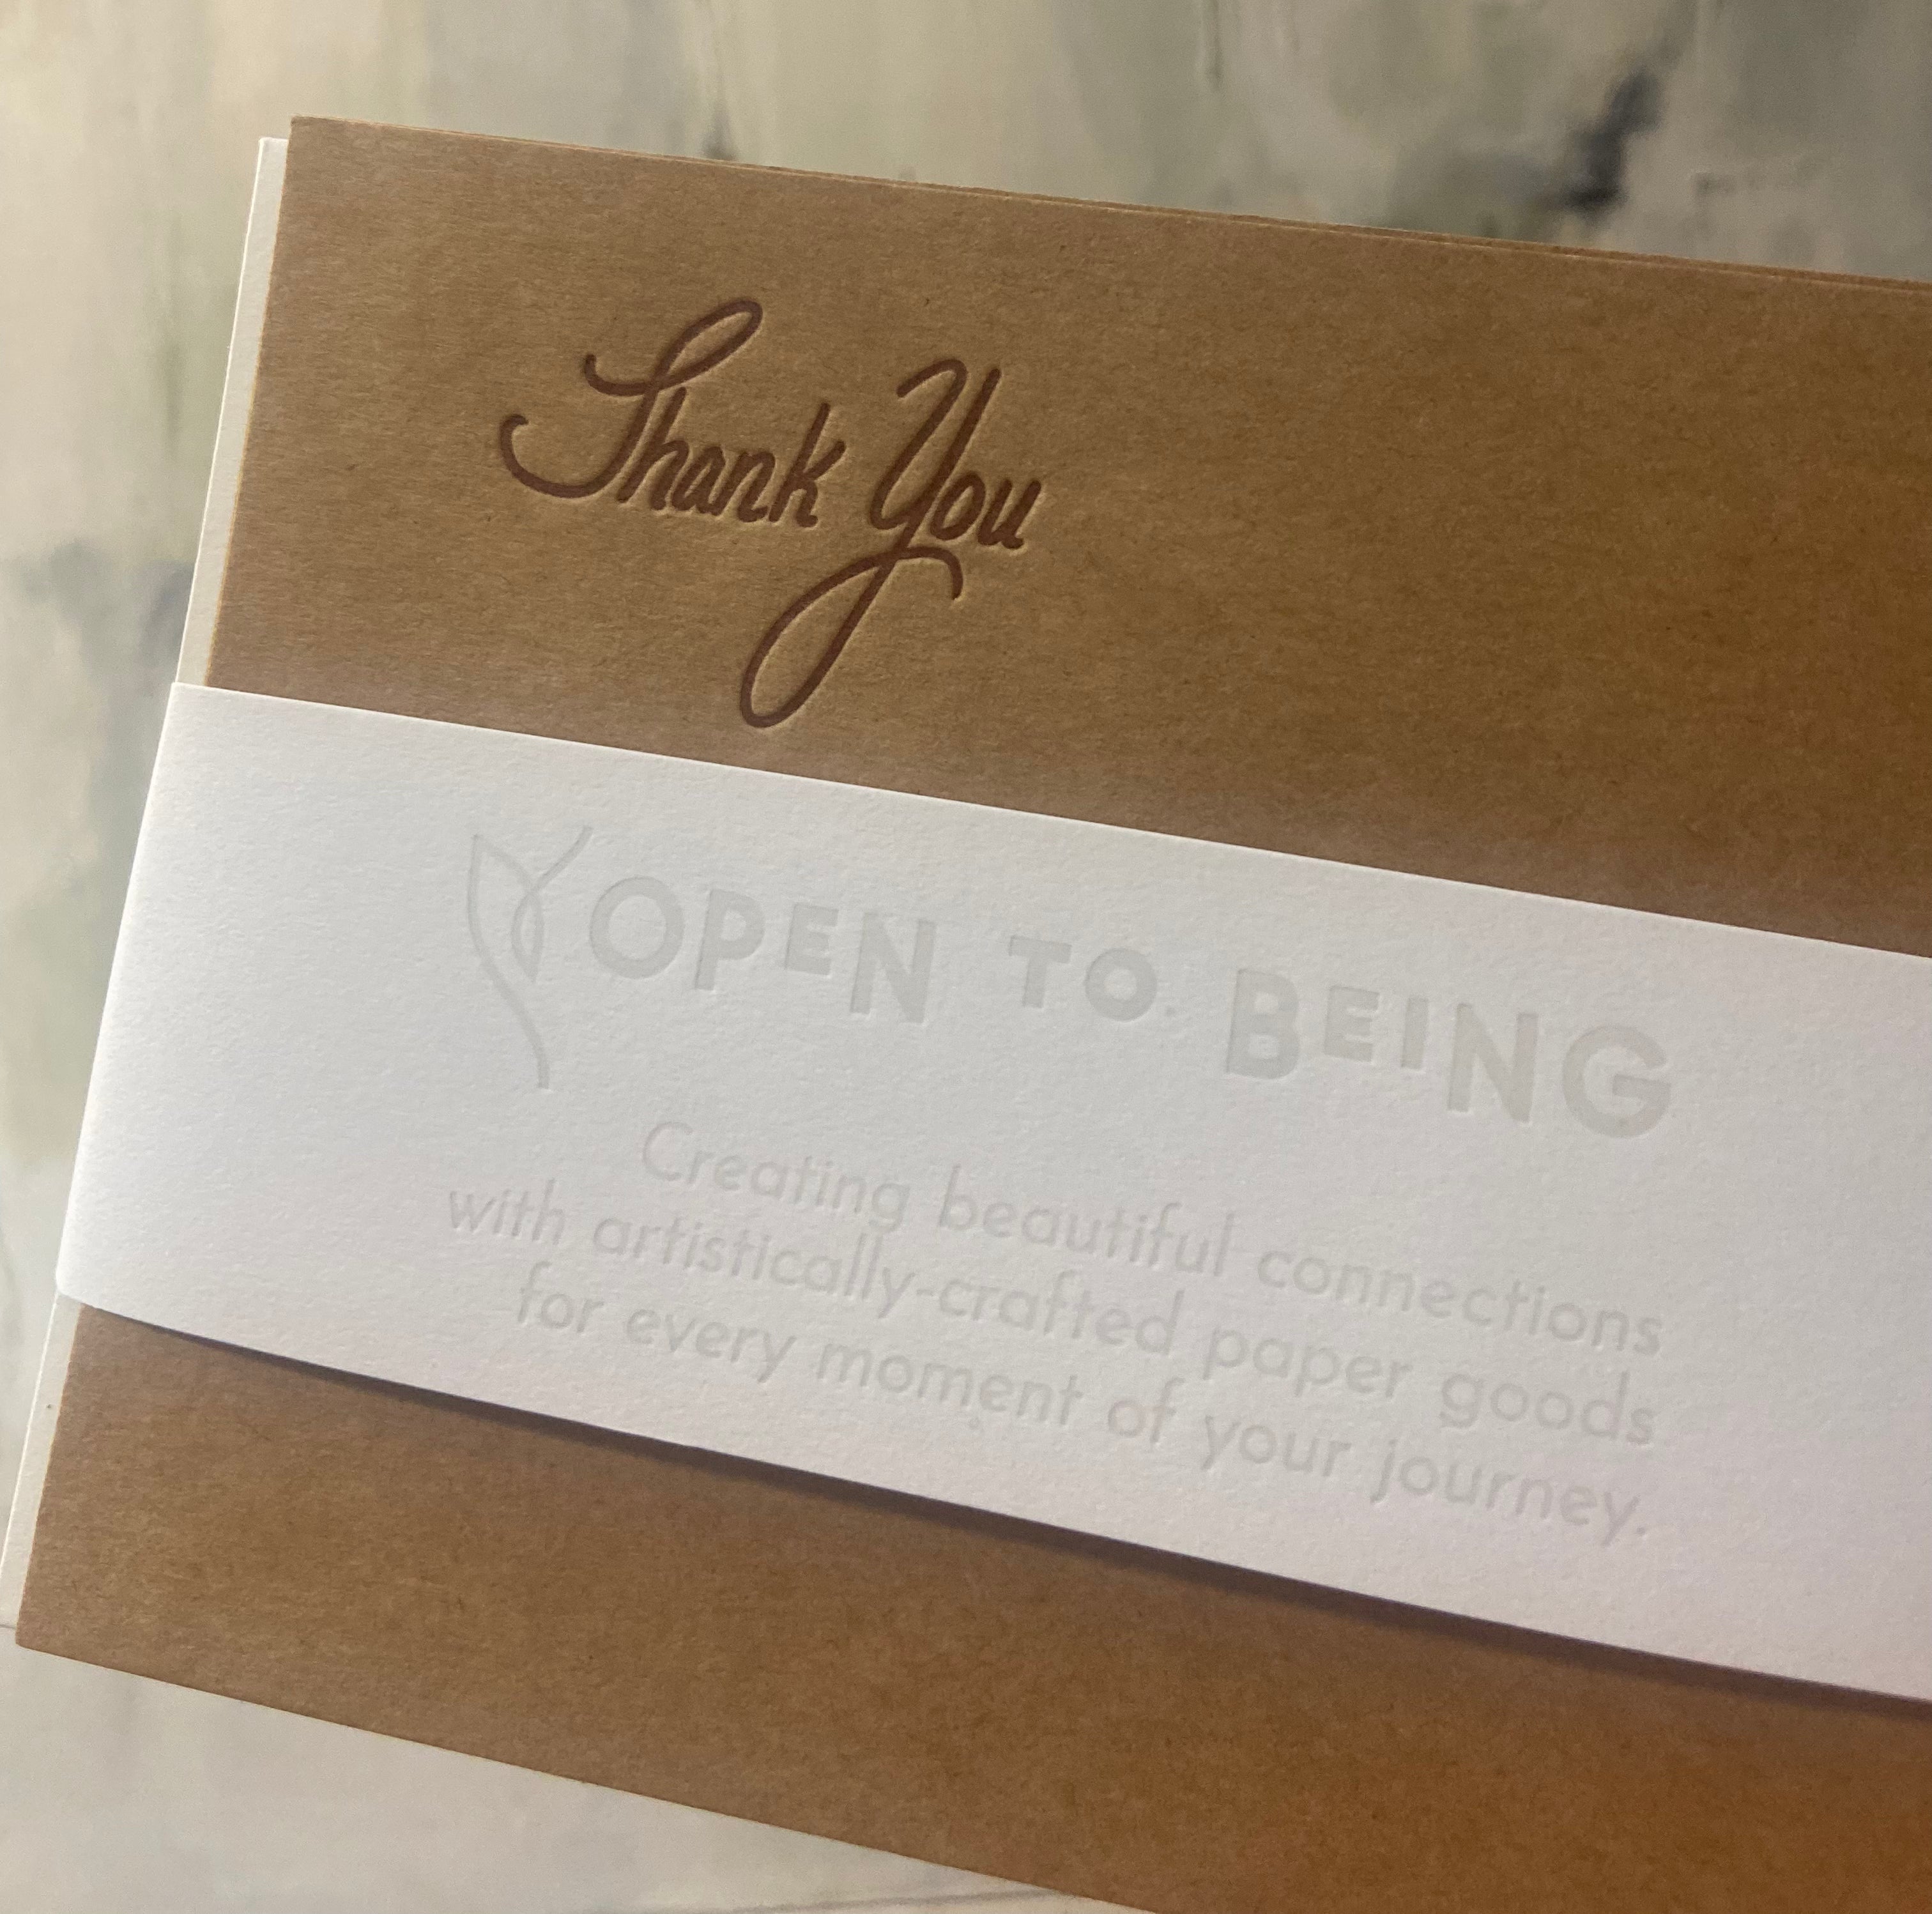 Thank You
OPEN TO BEING
Creating beautiful connections
with artistically-crafted paper goods
for every moment of your journey.